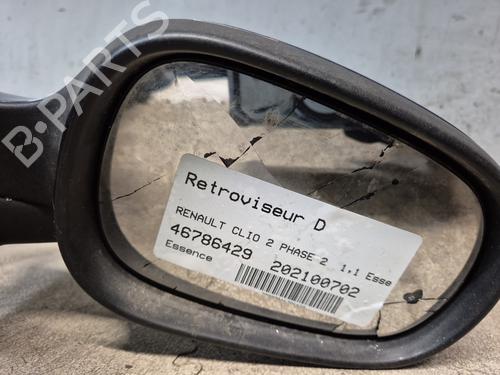 B-PARTS
Retroviseur D
RENAULT CLIO 2 PHASE 2 1.1 Esse
46786429 202100702
Essence